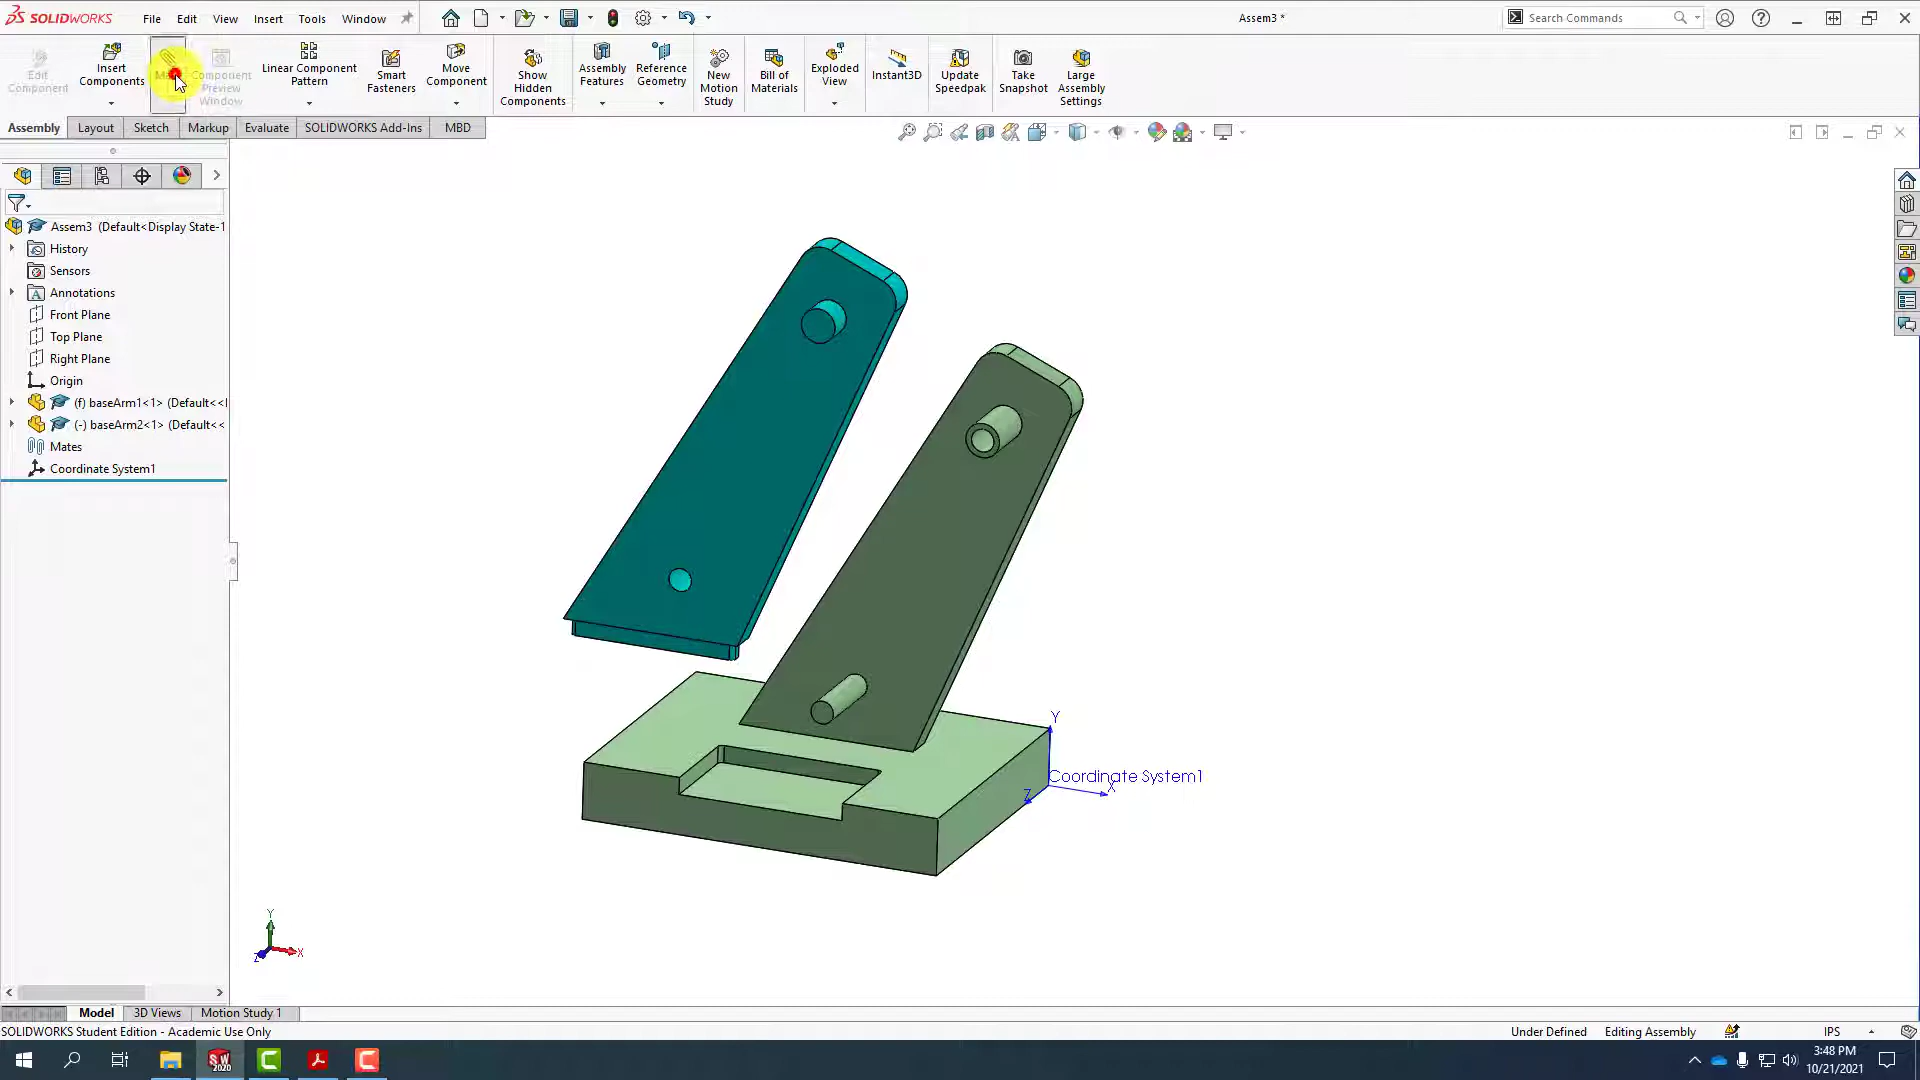 SOLIDWORKS File Edit View Insert Tools Window Assem3 * Search Commands
Edit Component
Insert Components
Component Preview Window
Linear Component Pattern
Smart Fasteners
Move Component
Show Hidden Components
Assembly Features
Reference Geometry
New Motion Study
Bill of Materials
Exploded View
Instant3D
Update Speedpak
Take Snapshot
Large Assembly Settings
Assembly Layout Sketch Markup Evaluate SOLIDWORKS Add-Ins MBD
Assem3 (Default<Display State-1
History
Sensors
Annotations
Front Plane
Top Plane
Right Plane
Origin
(f) baseArm1<1> (Default<<
(-) baseArm2<1> (Default<<
Mates
Coordinate System1
Y
Coordinate System1
X
Z
Y
X
Z
Model 3D Views Motion Study 1
SOLIDWORKS Student Edition - Academic Use Only Under Defined Editing Assembly IPS
SW 2020
3:48 PM
10/21/2021